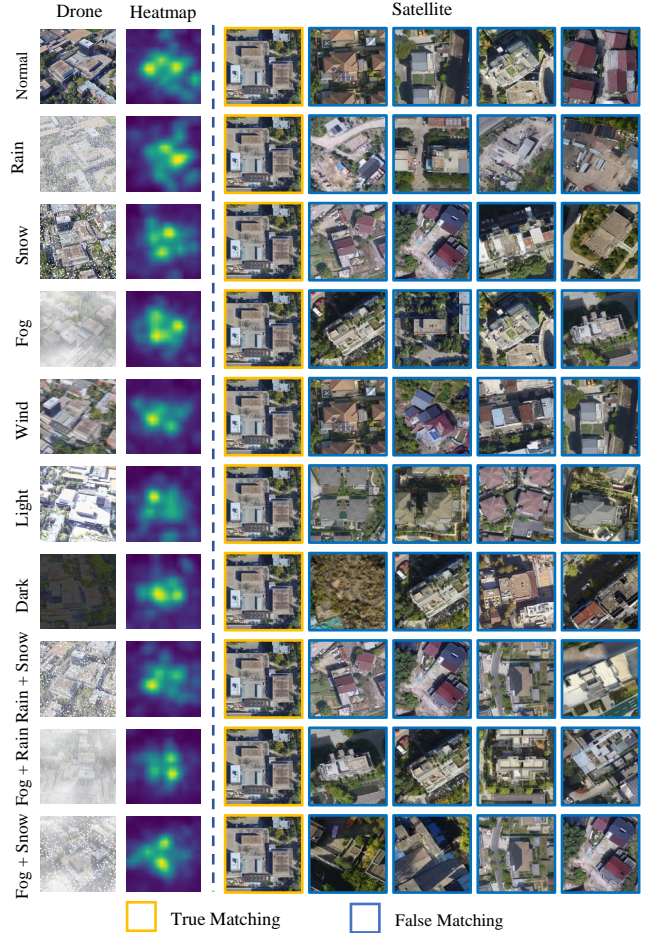 Drone Heatmap Satellite
Normal
Rain
Snow
Fog
Wind
Light
Dark
Rain + Snow
Fog + Rain
Fog + Snow
True Matching False Matching